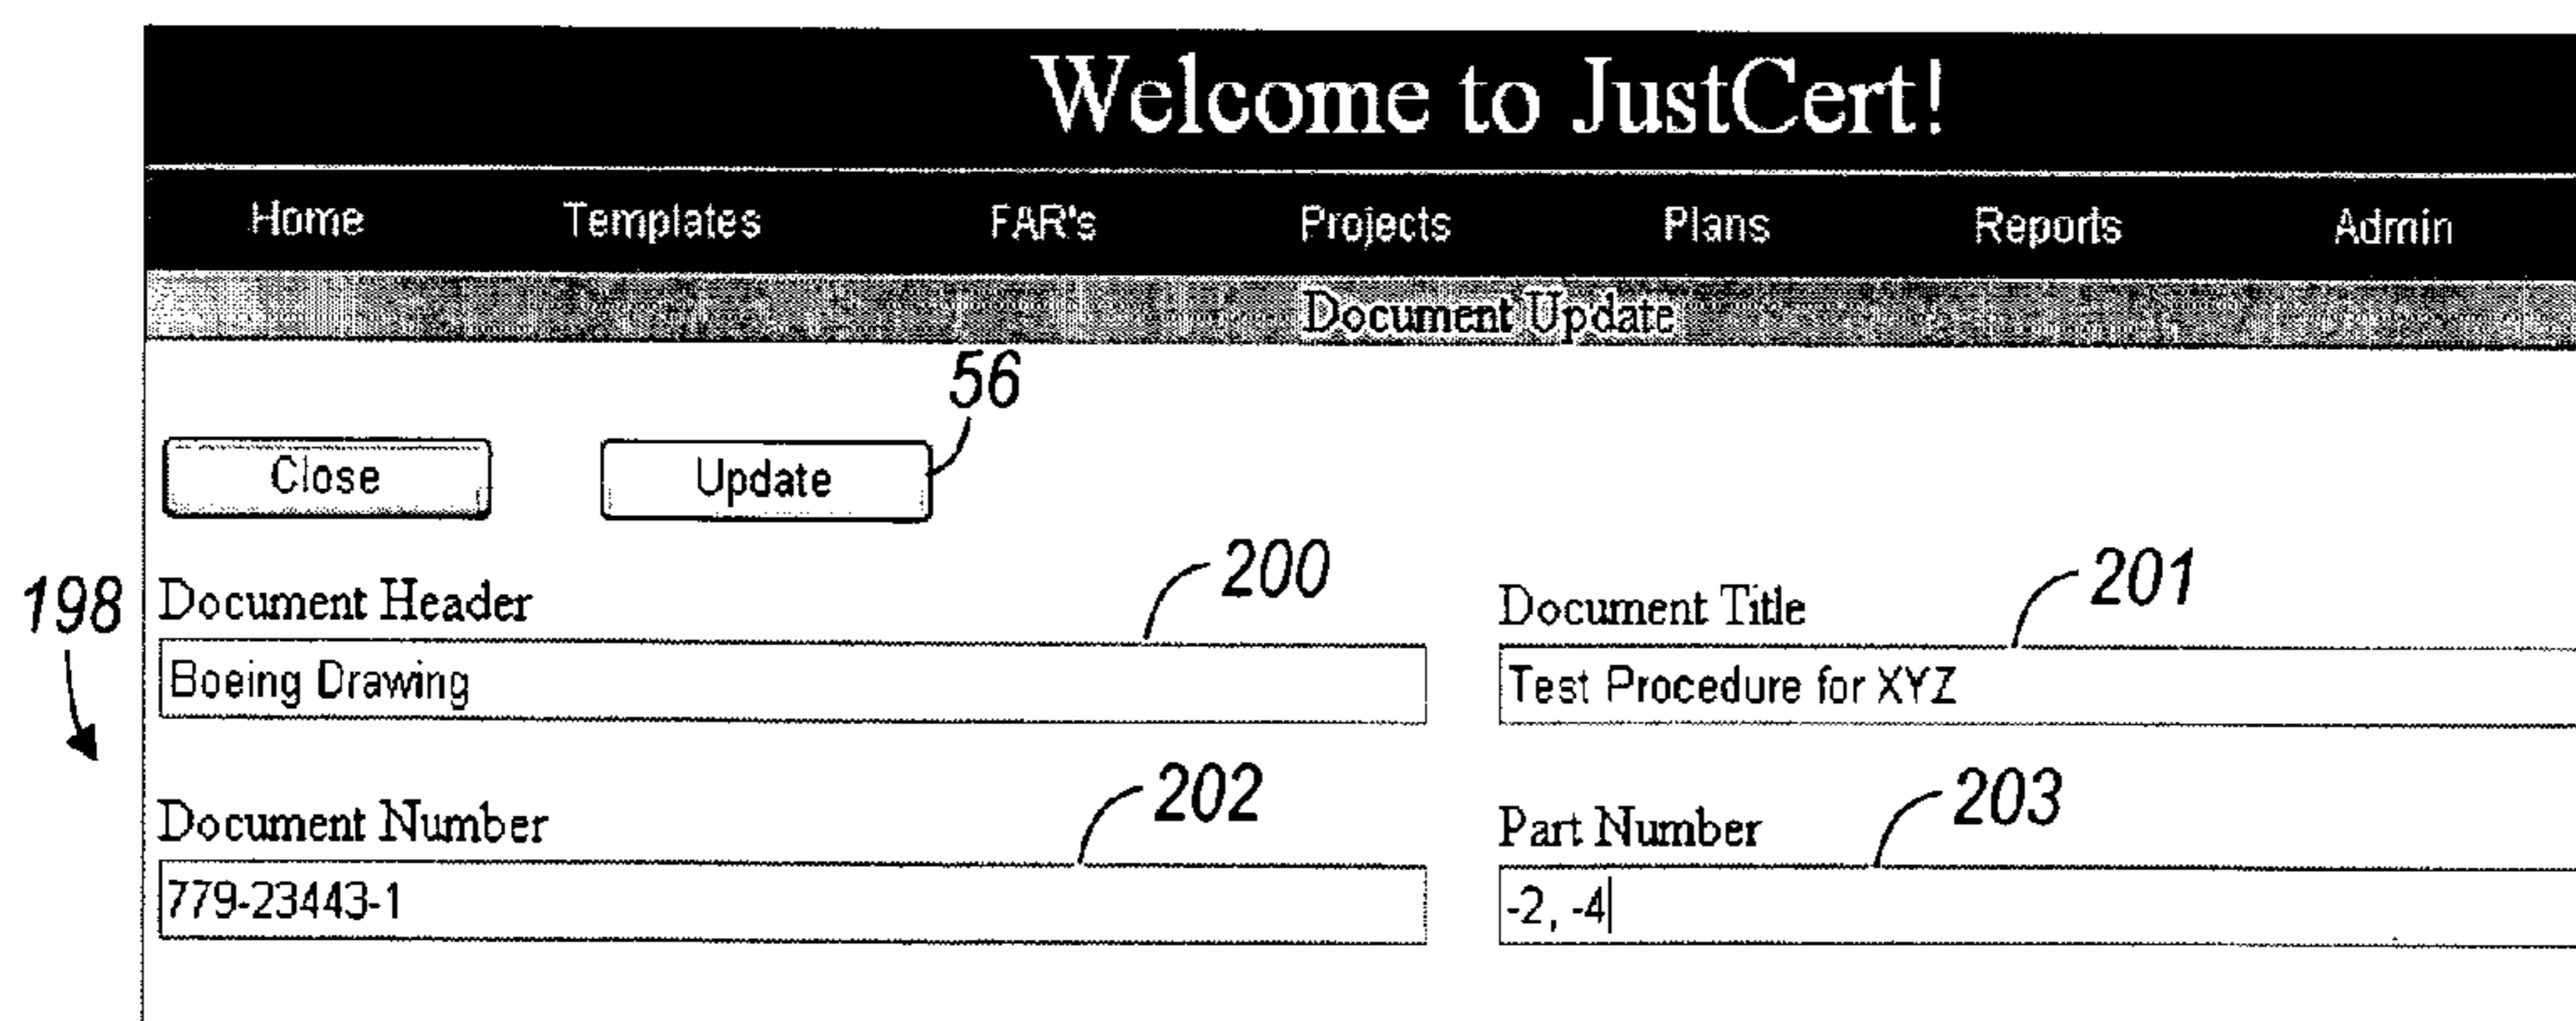 Welcome to JustCert!
Home Templates FAR's Projects Plans Reports Admin
Document Update
56
Close Update
198
Document Header 200 Document Title 201
Boeing Drawing Test Procedure for XYZ
Document Number 202 Part Number 203
779-23443-1 -2, -4